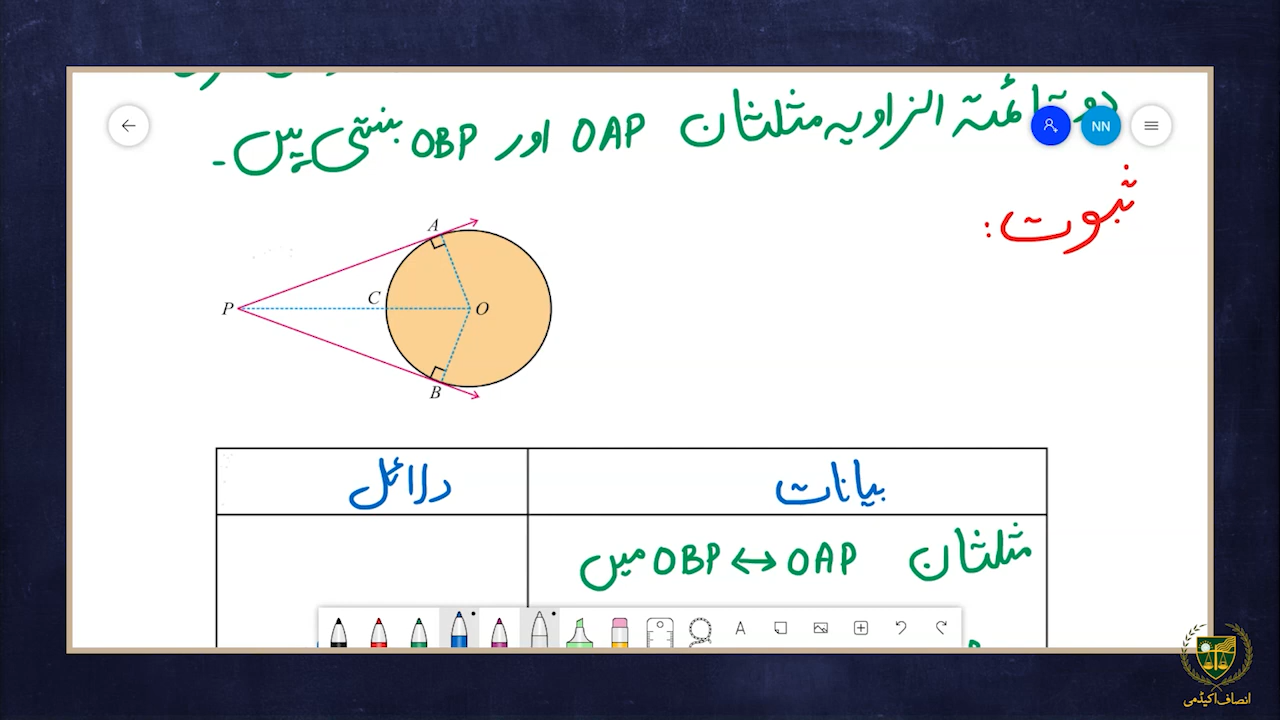 دو قائمۃ الزاویہ مثلثان OAP اور OBP بنتی ہیں۔
NN
ثبوت:
A
C
P
O
B
بیانات
دلائل
مثلثان OAP ↔ OBP میں
A
انصاف اکیڈمی